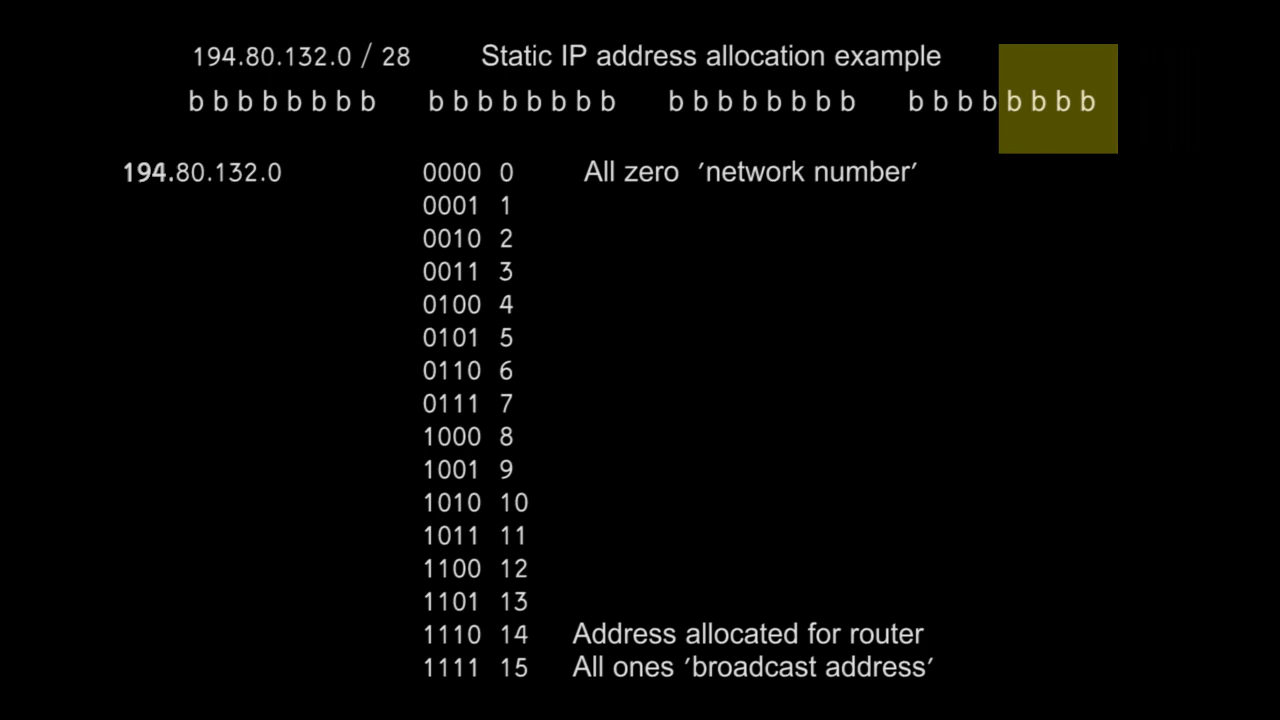 194.80.132.0 / 28 Static IP address allocation example
b b b b b b b b b b b b b b b b b b b b b b b b b b b b b b b b
194.80.132.0 0000 0 All zero ′network number′
0001 1
0010 2
0011 3
0100 4
0101 5
0110 6
0111 7
1000 8
1001 9
1010 10
1011 11
1100 12
1101 13
1110 14 Address allocated for router
1111 15 All ones ′broadcast address′